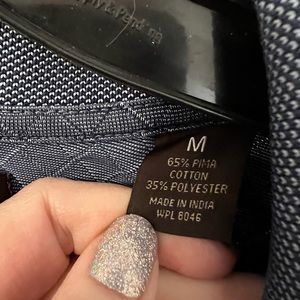 M
65% PIMA
COTTON
35% POLYESTER
MADE IN INDIA
WPL 8046